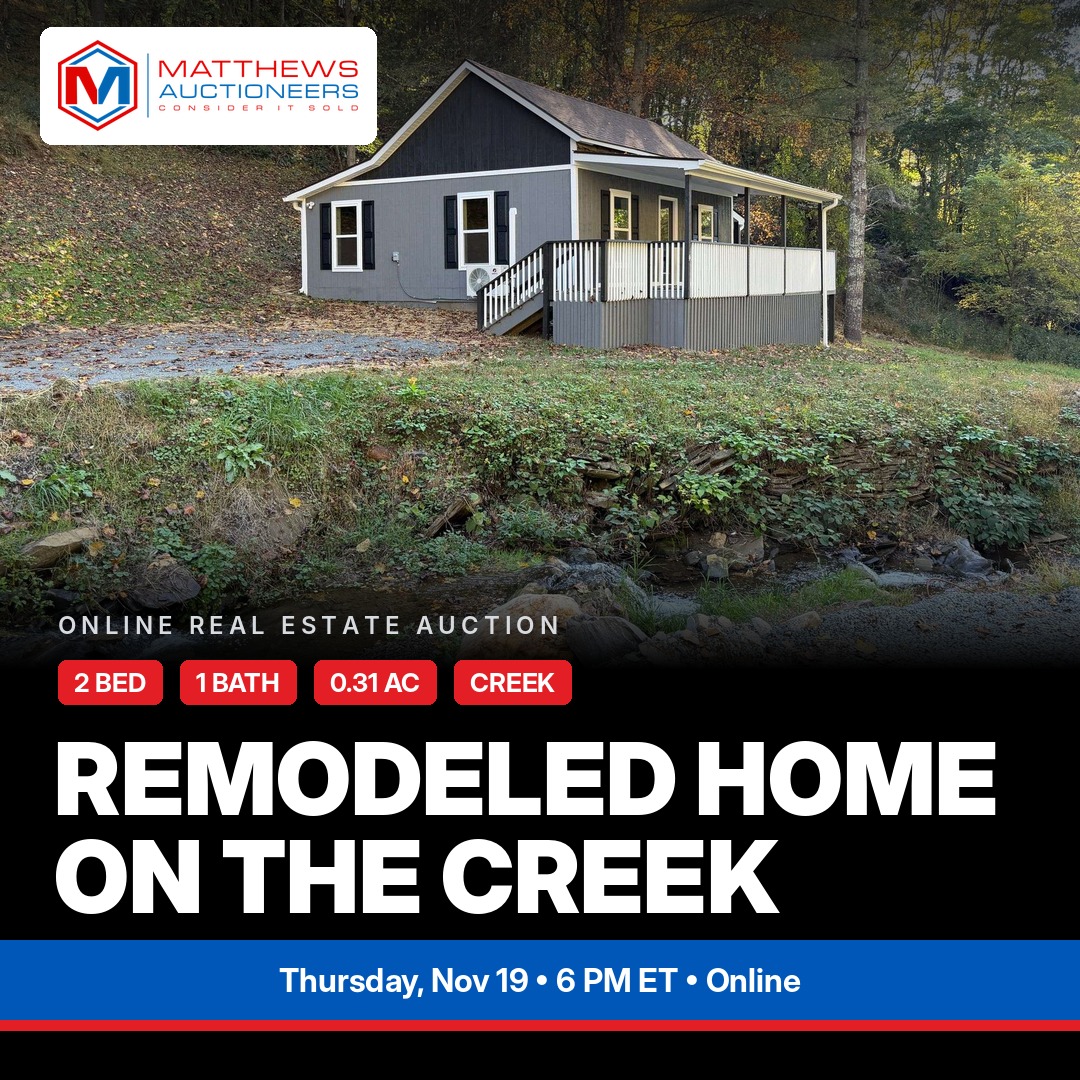 MATTHEWS
AUCTIONEERS
CONSIDER IT SOLD
ONLINE REAL ESTATE AUCTION
2 BED 1 BATH 0.31 AC CREEK
REMODELED HOME
ON THE CREEK
Thursday, Nov 19 • 6 PM ET • Online